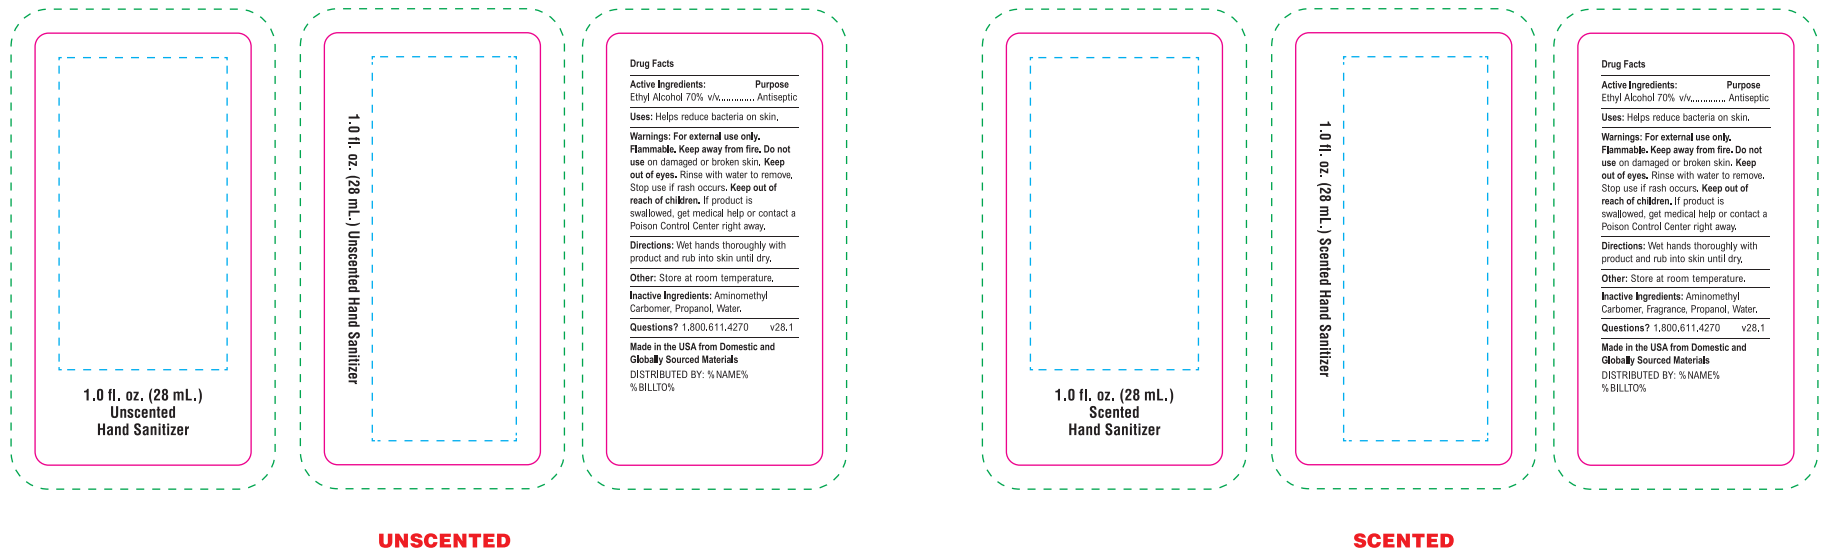 1.0 fl. oz. (28 mL.)
Unscented
Hand Sanitizer
1.0 fl. oz. (28 mL.) Unscented Hand Sanitizer
Drug Facts
Active Ingredients: Purpose
Ethyl Alcohol 70% v/v............. Antiseptic
Uses: Helps reduce bacteria on skin.
Warnings: For external use only.
Flammable. Keep away from fire. Do not
use on damaged or broken skin. Keep
out of eyes. Rinse with water to remove.
Stop use if rash occurs. Keep out of
reach of children. If product is
swallowed, get medical help or contact a
Poison Control Center right away.
Directions: Wet hands thoroughly with
product and rub into skin until dry.
Other: Store at room temperature.
Inactive Ingredients: Aminomethyl
Carbomer, Propanol, Water.
Questions? 1.800.611.4270 v28.1
Made in the USA from Domestic and
Globally Sourced Materials
DISTRIBUTED BY: %NAME%
%BILLTO%
UNSCENTED
1.0 fl. oz. (28 mL.)
Scented
Hand Sanitizer
1.0 fl. oz. (28 mL.) Scented Hand Sanitizer
Drug Facts
Active Ingredients: Purpose
Ethyl Alcohol 70% v/v............. Antiseptic
Uses: Helps reduce bacteria on skin.
Warnings: For external use only.
Flammable. Keep away from fire. Do not
use on damaged or broken skin. Keep
out of eyes. Rinse with water to remove.
Stop use if rash occurs. Keep out of
reach of children. If product is
swallowed, get medical help or contact a
Poison Control Center right away.
Directions: Wet hands thoroughly with
product and rub into skin until dry.
Other: Store at room temperature.
Inactive Ingredients: Aminomethyl
Carbomer, Fragrance, Propanol, Water.
Questions? 1.800.611.4270 v28.1
Made in the USA from Domestic and
Globally Sourced Materials
DISTRIBUTED BY: %NAME%
%BILLTO%
SCENTED